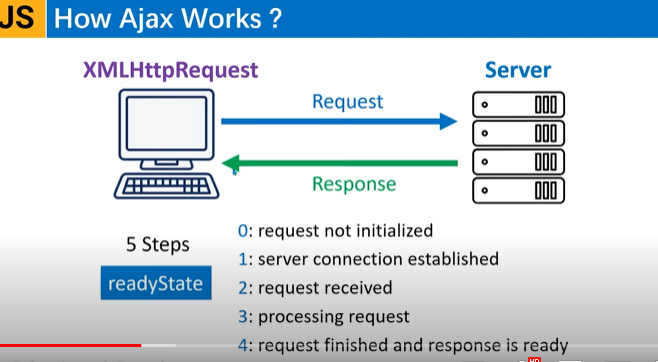 JS How Ajax Works ?
XMLHttpRequest
Server
Request
Response
5 Steps
readyState
0: request not initialized
1: server connection established
2: request received
3: processing request
4: request finished and response is ready
HD